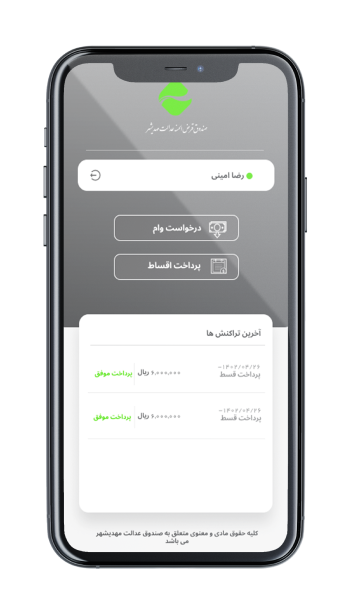 صندوق قرض الحسنه عدالت مهدیشهر
رضا امینی
درخواست وام
پرداخت اقساط
آخرین تراکنش ها
۱۴۰۲/۰۴/۲۶ -
پرداخت قسط
۶,۰۰۰,۰۰۰ ریال
پرداخت موفق
۱۴۰۲/۰۴/۲۶ -
پرداخت قسط
۶,۰۰۰,۰۰۰ ریال
پرداخت موفق
کلیه حقوق مادی و معنوی متعلق به صندوق عدالت مهدیشهر
می باشد